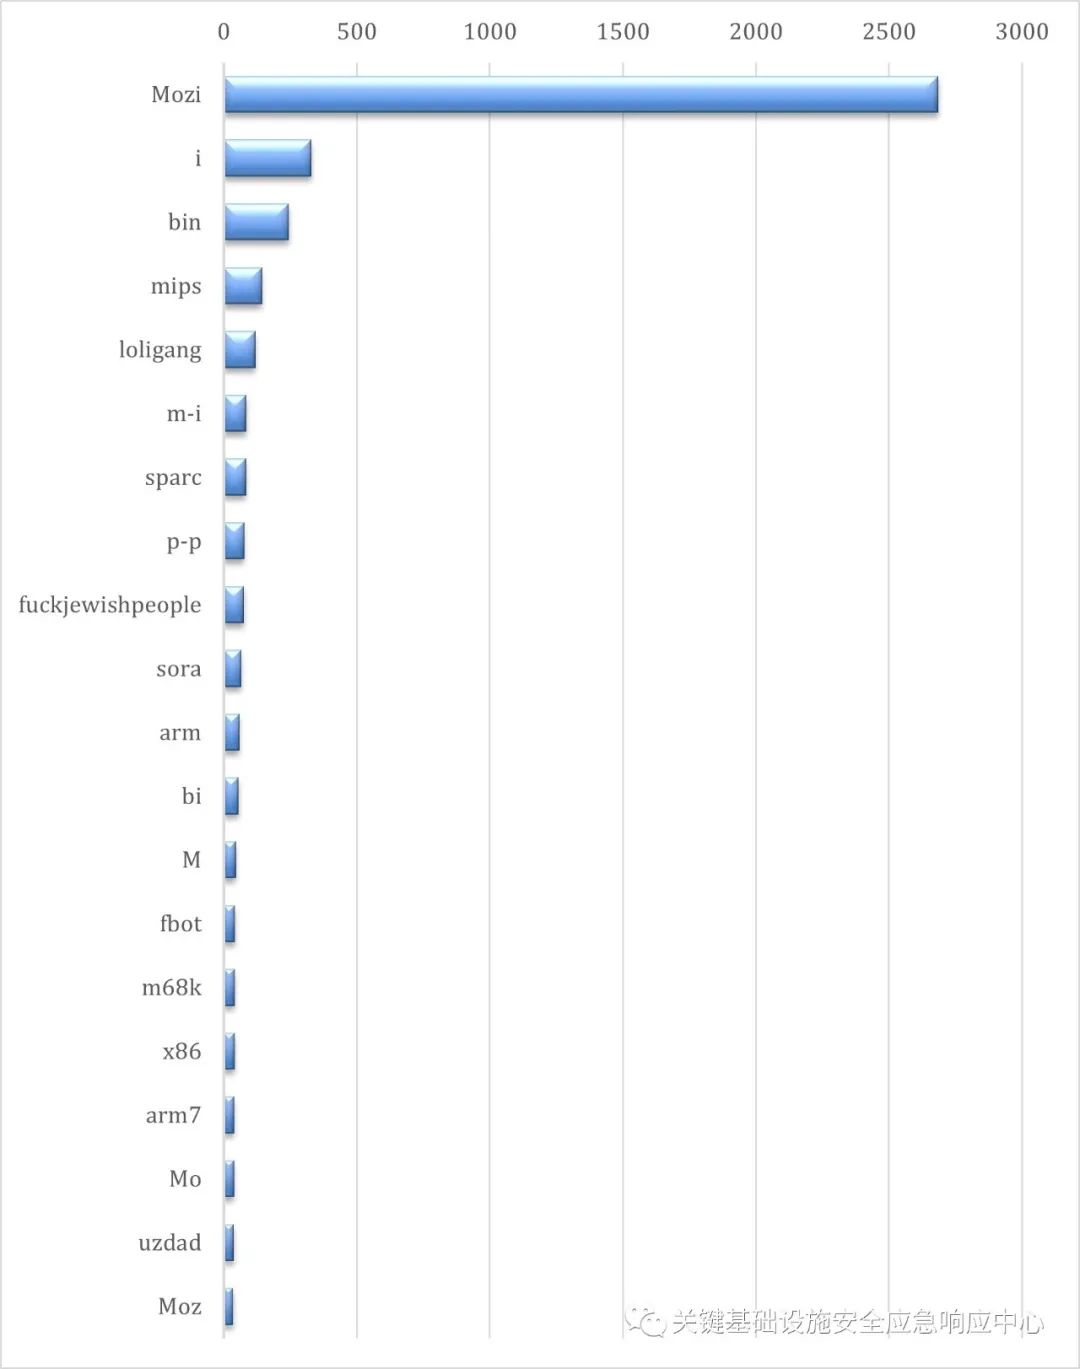 0 500 1000 1500 2000 2500 3000
Mozi
i
bin
mips
loligang
m-i
sparc
p-p
fuckjewishpeople
sora
arm
bi
M
fbot
m68k
x86
arm7
Mo
uzdad
Moz
关键基础设施安全应急响应中心